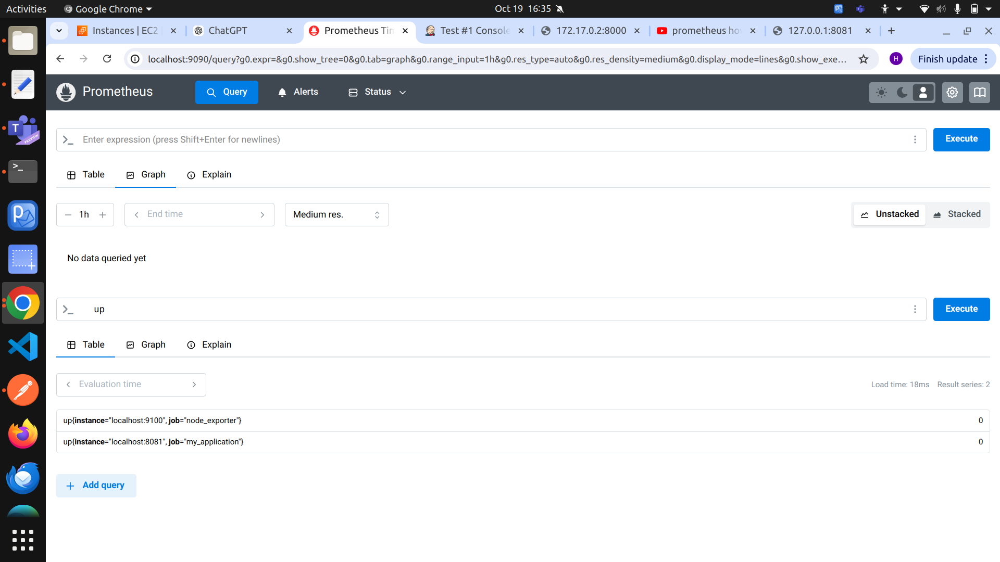 Activities Google Chrome Oct 19 16:35
Instances | EC2 ChatGPT Prometheus Tim Test #1 Console 172.17.0.2:8000 prometheus ho 127.0.0.1:8081
localhost:9090/query?g0.expr=&g0.show_tree=0&g0.tab=graph&g0.range_input=1h&g0.res_type=auto&g0.res_density=medium&g0.display_mode=lines&g0.show_exe... H Finish update
Prometheus Query Alerts Status
Enter expression (press Shift+Enter for newlines) Execute
Table Graph Explain
1h End time Medium res. Unstacked Stacked
No data queried yet
up Execute
Table Graph Explain
Evaluation time Load time: 18ms Result series: 2
up{instance="localhost:9100", job="node_exporter"} 0
up{instance="localhost:8081", job="my_application"} 0
Add query